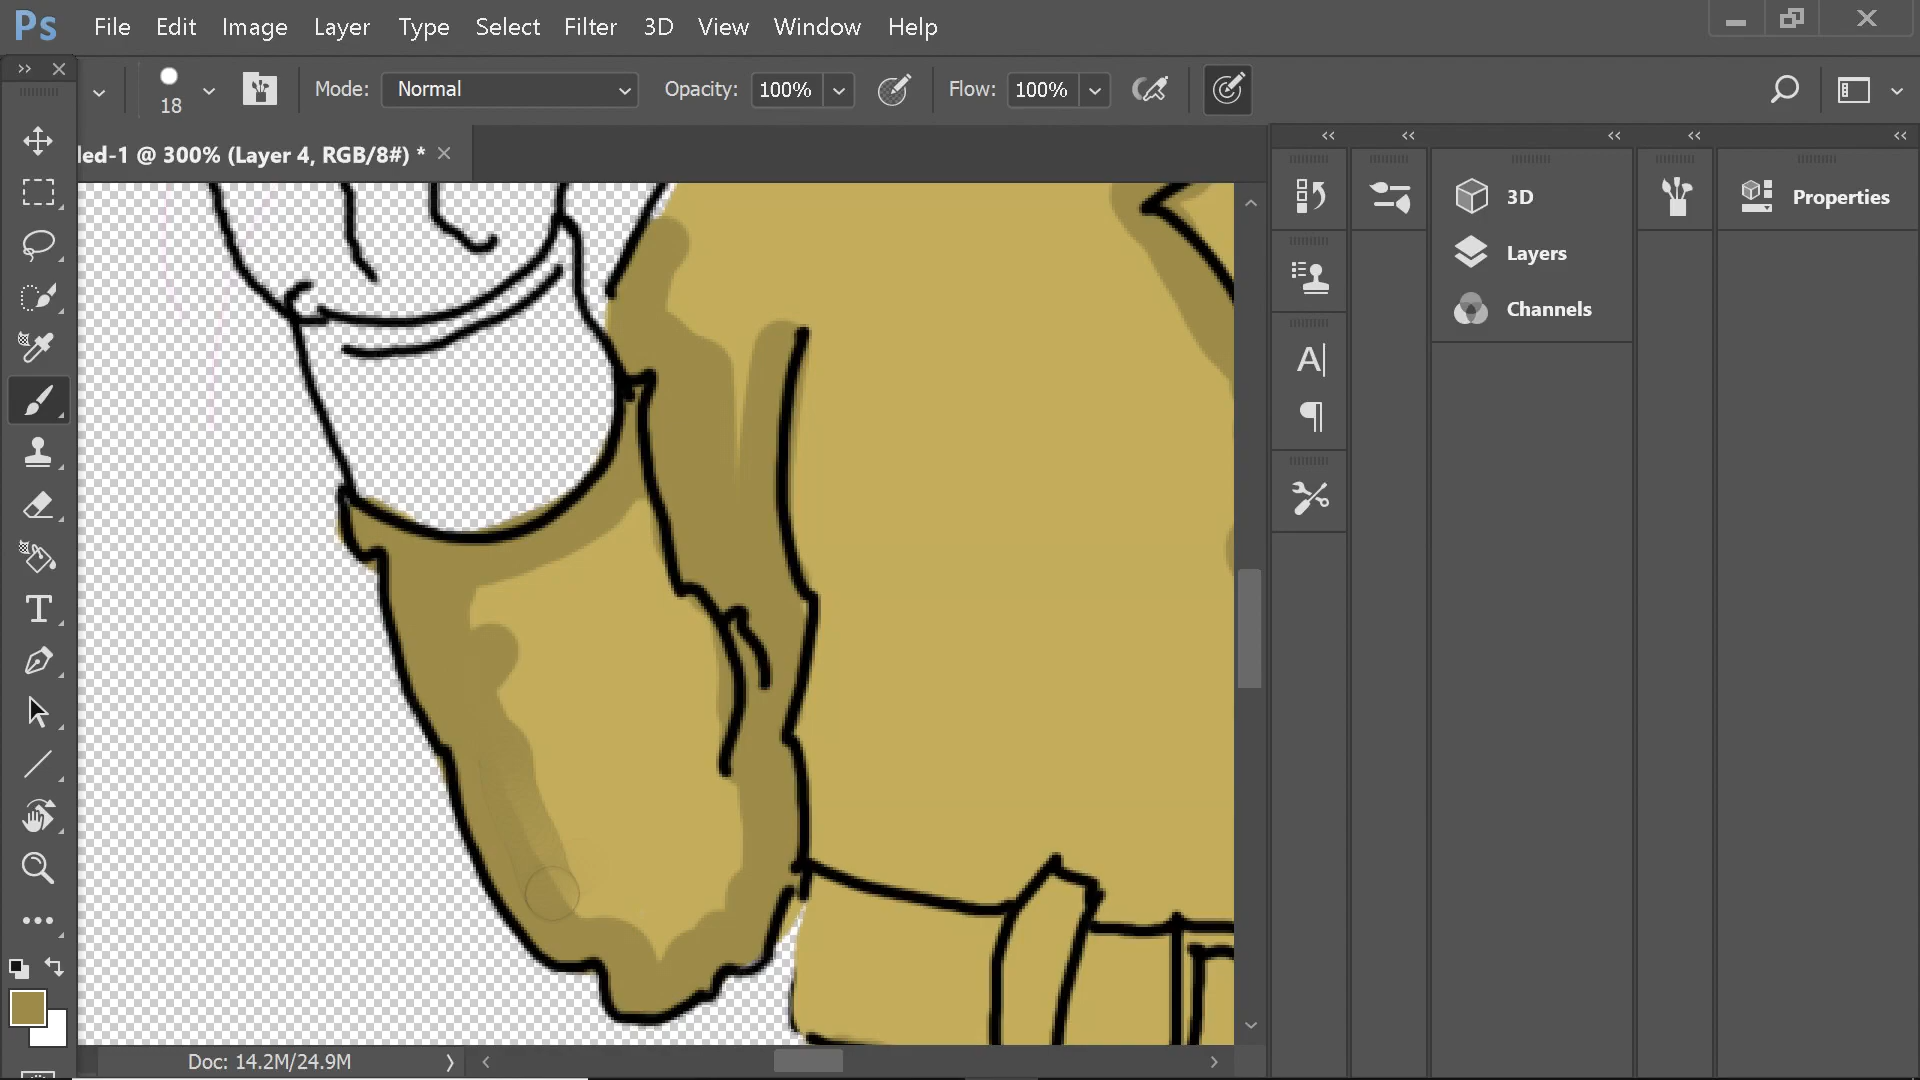 Ps File Edit Image Layer Type Select Filter 3D View Window Help
18 Mode: Normal Opacity: 100% Flow: 100%
led-1 @ 300% (Layer 4, RGB/8#) *
3D
Properties
Layers
Channels
Doc: 14.2M/24.9M